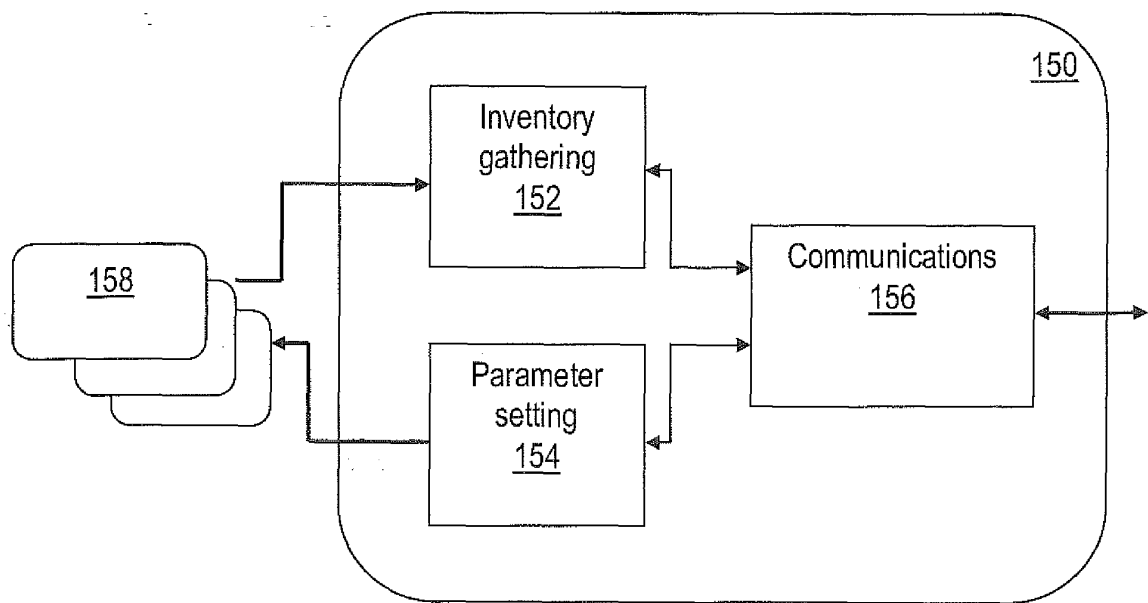 150
Inventory
gathering
152
158
Communications
156
Parameter
setting
154